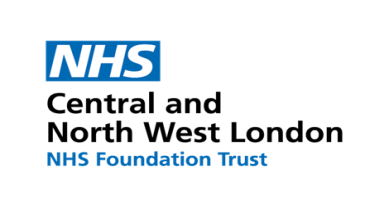 NHS
Central and
North West London
NHS Foundation Trust